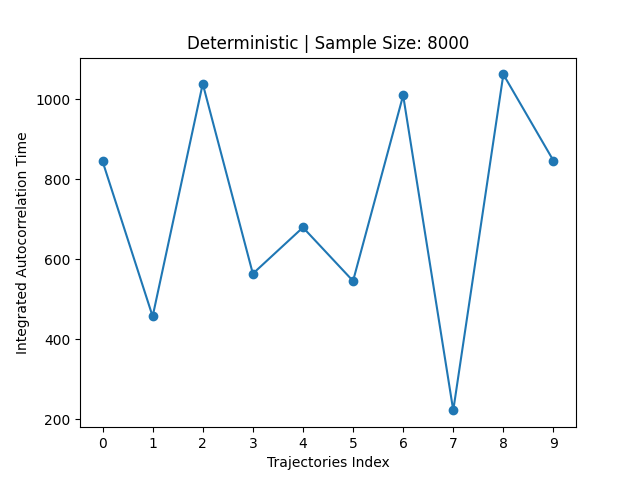 Deterministic | Sample Size: 8000
Integrated Autocorrelation Time
1000
800
600
400
200
0 1 2 3 4 5 6 7 8 9
Trajectories Index